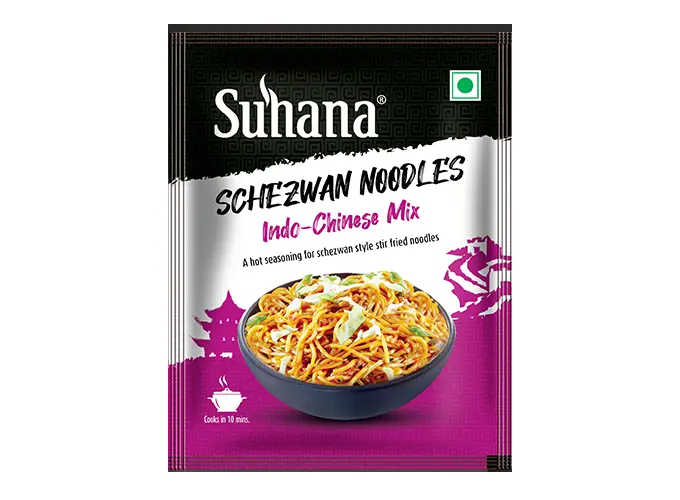 Suhana®
SCHEZWAN NOODLES
Indo-Chinese Mix
A hot seasoning for schezwan style stir fried noodles
Cooks in 10 mins.